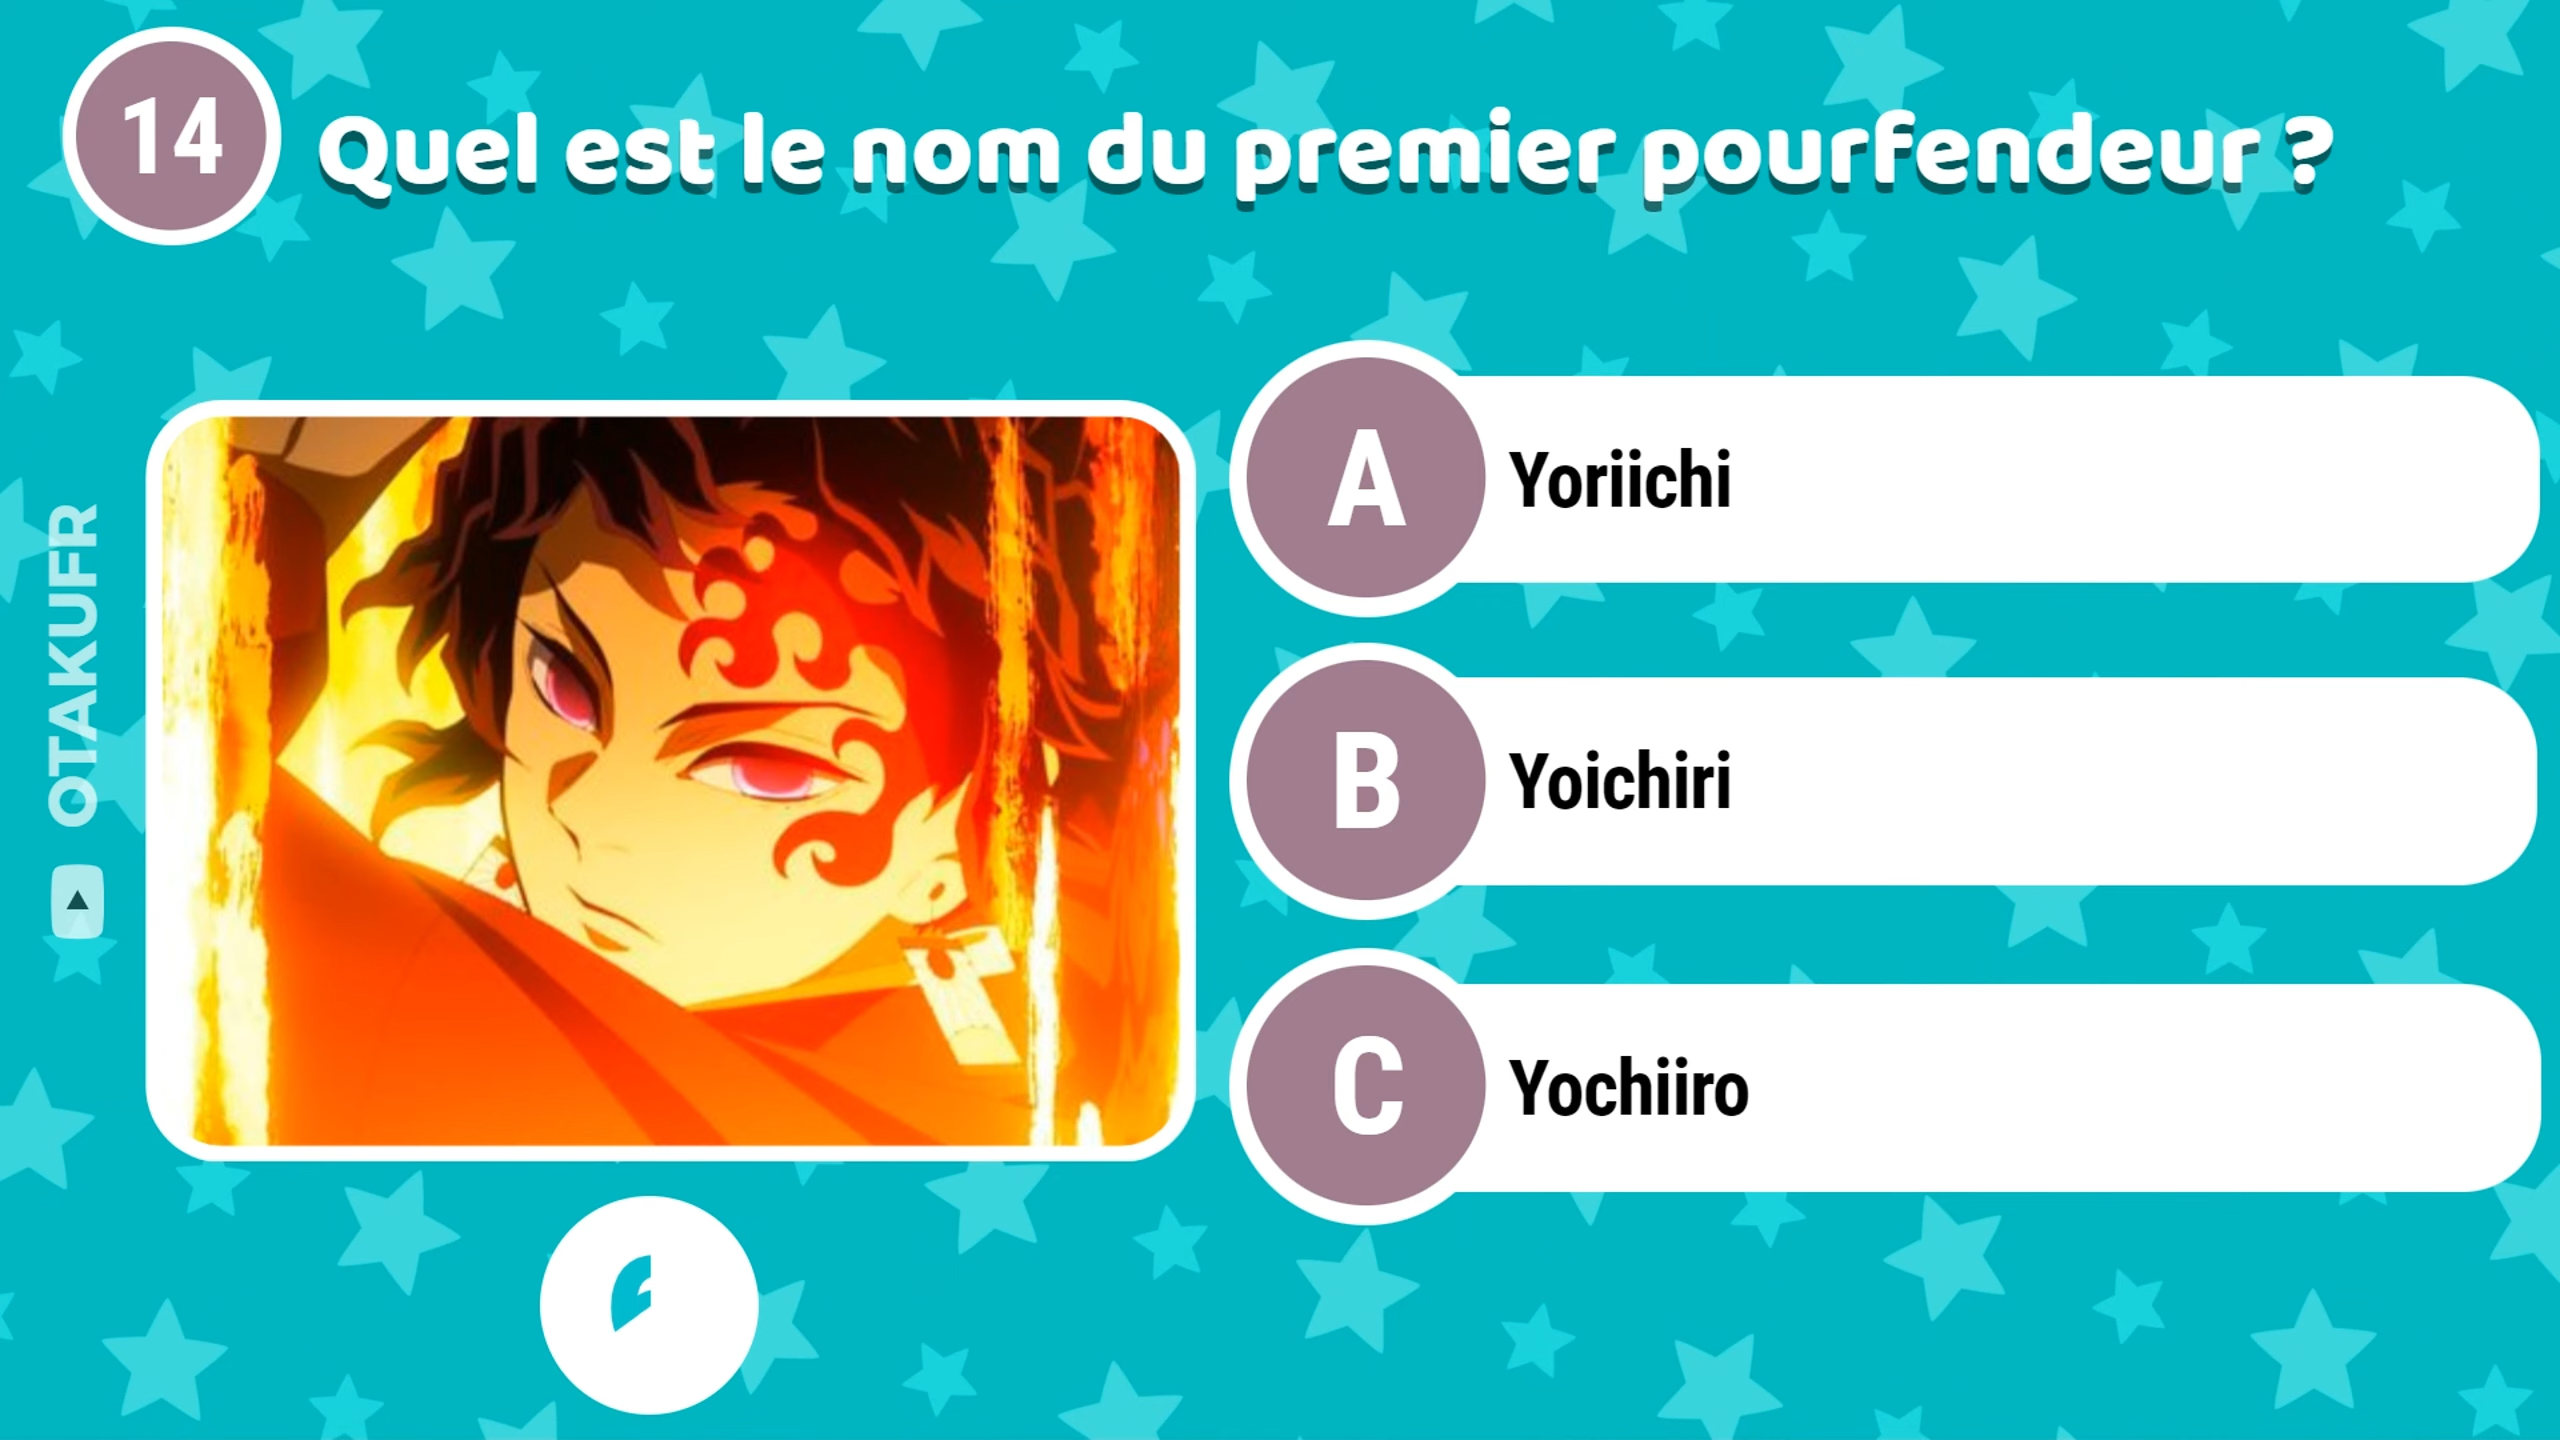 14
Quel est le nom du premier pourfendeur ?
OTAKUFR
A
Yoriichi
B
Yoichiri
C
Yochiiro